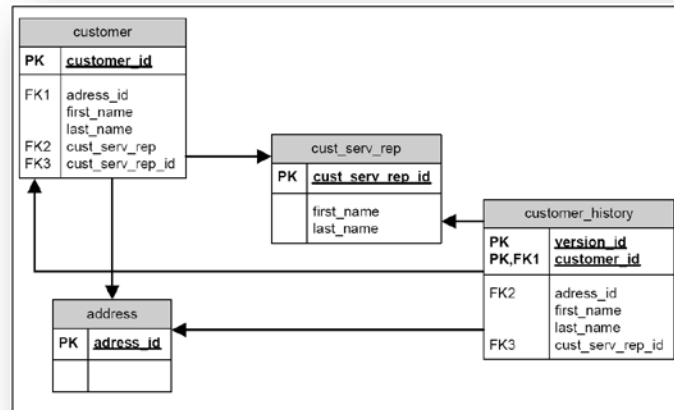 customer
PK customer_id
FK1 adress_id
first_name
last_name
FK2 cust_serv_rep
FK3 cust_serv_rep_id
cust_serv_rep
PK cust_serv_rep_id
first_name
last_name
customer_history
PK version_id
PK,FK1 customer_id
FK2 adress_id
first_name
last_name
FK3 cust_serv_rep_id
address
PK adress_id